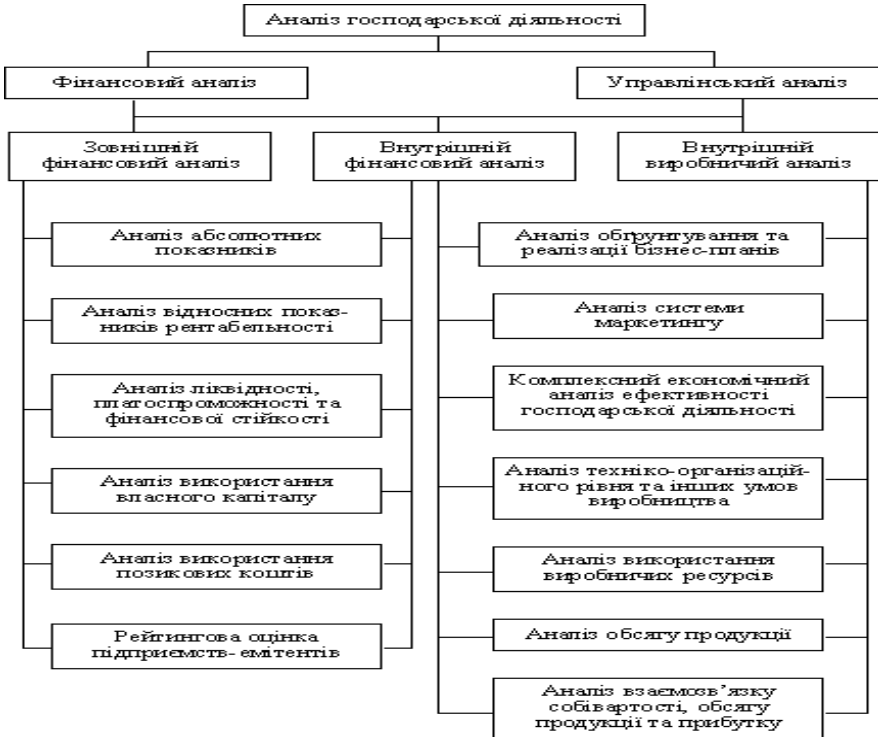 Аналіз господарської діяльності
Фінансовий аналіз
Управлінський аналіз
Зовнішній
фінансовий аналіз
Внутрішній
фінансовий аналіз
Внутрішній
виробничий аналіз
Аналіз абсолютних
показників
Аналіз відносних показ-
ників рентабельності
Аналіз ліквідності,
платоспроможності та
фінансової стійкості
Аналіз використання
власного капіталу
Аналіз використання
позикових коштів
Рейтингова оцінка
підприємств-емітентів
Аналіз обґрунтування та
реалізації бізнес-планів
Аналіз системи
маркетингу
Комплексний економічний
аналіз ефективності
господарської діяльності
Аналіз техніко-організацій-
ного рівня та інших умов
виробництва
Аналіз використання
виробничих ресурсів
Аналіз обсягу продукції
Аналіз взаємозв’язку
собівартості, обсягу
продукції та прибутку